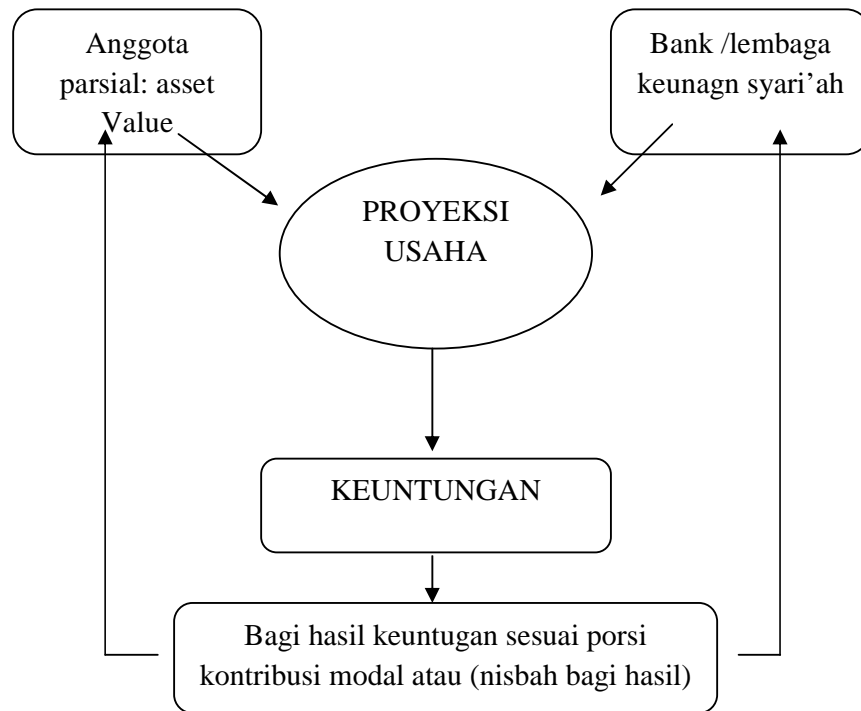 Anggota
parsial: asset
Value
Bank /lembaga
keunagn syari’ah
PROYEKSI
USAHA
KEUNTUNGAN
Bagi hasil keuntugan sesuai porsi
kontribusi modal atau (nisbah bagi hasil)